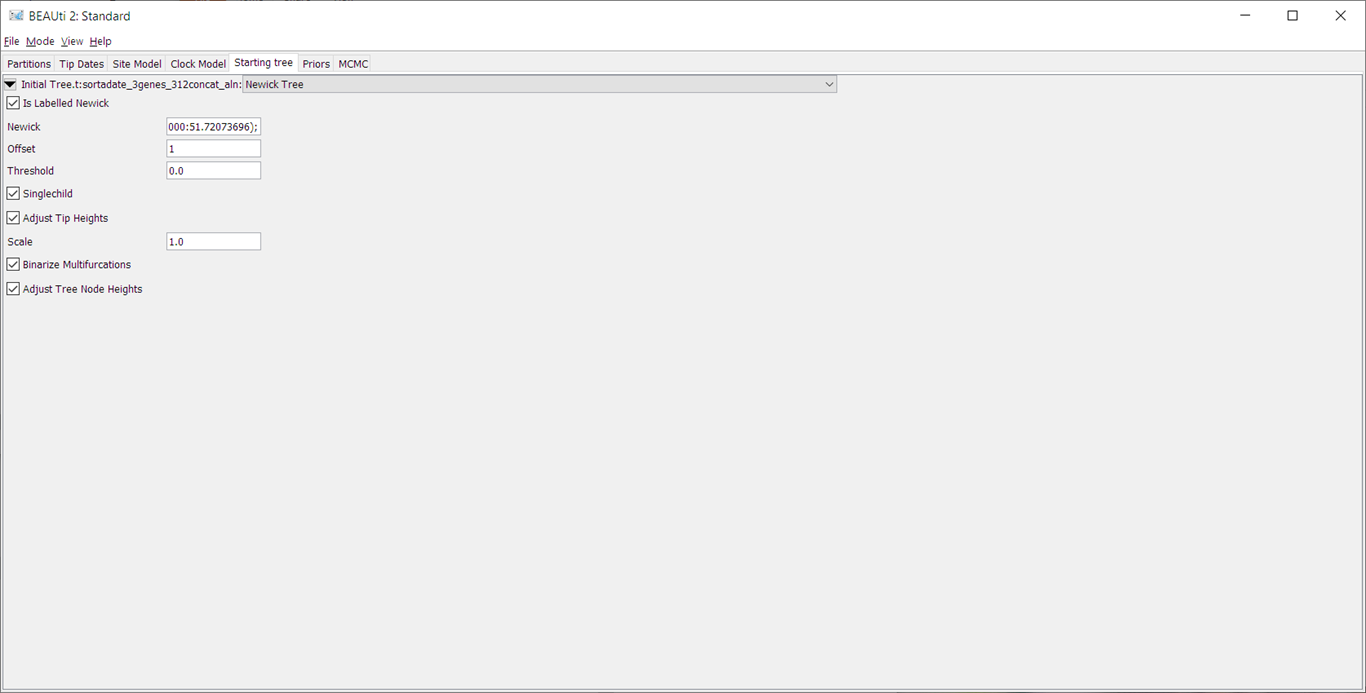 BEAUti 2: Standard
File Mode View Help
Partitions Tip Dates Site Model Clock Model Starting tree Priors MCMC
Initial Tree.t:sortadate_3genes_312concat_aln: Newick Tree
Is Labelled Newick
Newick 000:51.72073696);
Offset 1
Threshold 0.0
Singlechild
Adjust Tip Heights
Scale 1.0
Binarize Multifurcations
Adjust Tree Node Heights